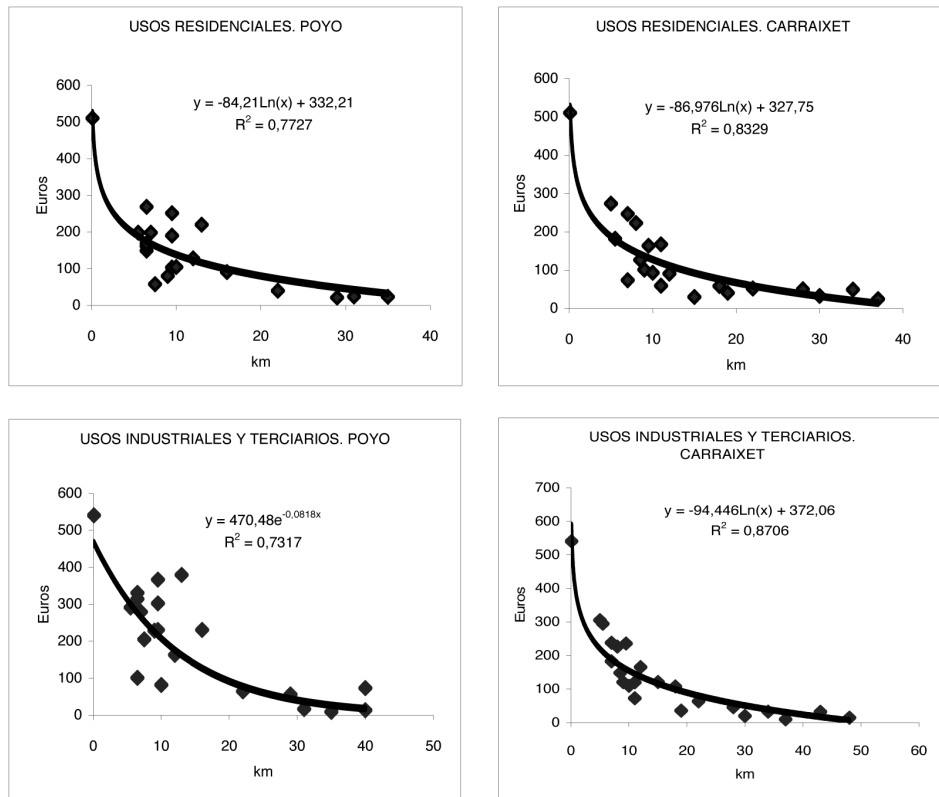 USOS RESIDENCIALES. POYO
y = -84,21Ln(x) + 332,21
R² = 0,7727
600
500
400
300
200
100
0
Euros
0 10 20 30 40
km
USOS RESIDENCIALES. CARRAIXET
y = -86,976Ln(x) + 327,75
R² = 0,8329
600
500
400
300
200
100
0
Euros
0 10 20 30 40
km
USOS INDUSTRIALES Y TERCIARIOS. POYO
y = 470,48e^-0,0818x
R² = 0,7317
600
500
400
300
200
100
0
Euros
0 10 20 30 40 50
km
USOS INDUSTRIALES Y TERCIARIOS.
CARRAIXET
y = -94,446Ln(x) + 372,06
R² = 0,8706
700
600
500
400
300
200
100
0
Euros
0 10 20 30 40 50 60
km